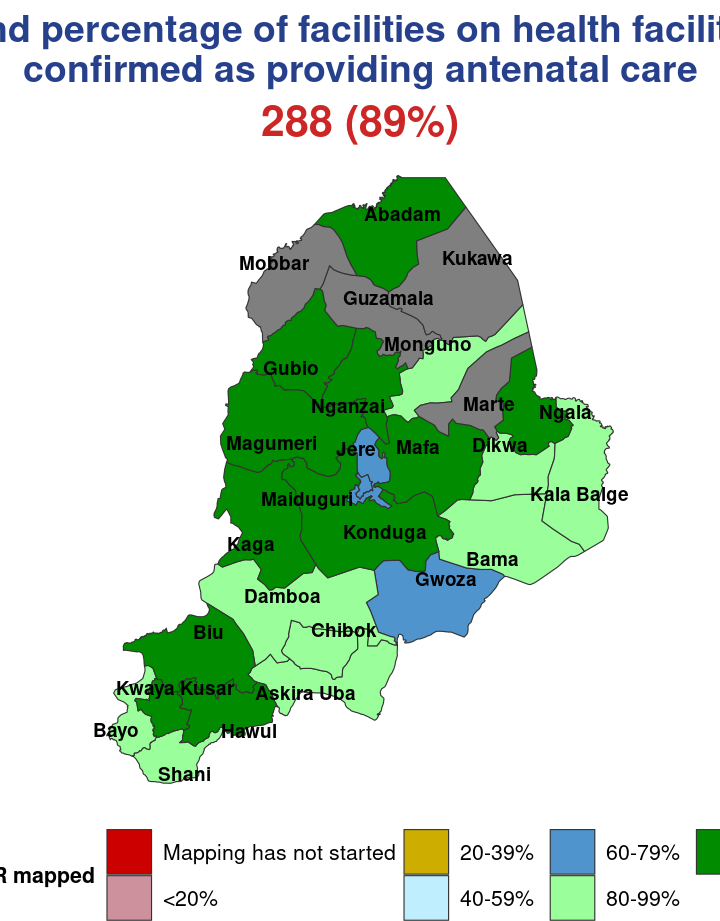 percentage of facilities on health
confirmed as providing antenatal care
288 (89%)
Abadam
Kukawa
Mobbar
Guzamala
Monguno
Gubio
Nganzai
Marte
Ngala
Magumeri
Jere
Mafa
Dikwa
Maiduguri
Kala Balge
Konduga
Kaga
Bama
Gwoza
Damboa
Biu
Chibok
Kwaya Kusar
Askira Uba
Bayo
Hawul
Shani
mapped
Mapping has not started
<20%
20-39%
40-59%
60-79%
80-99%